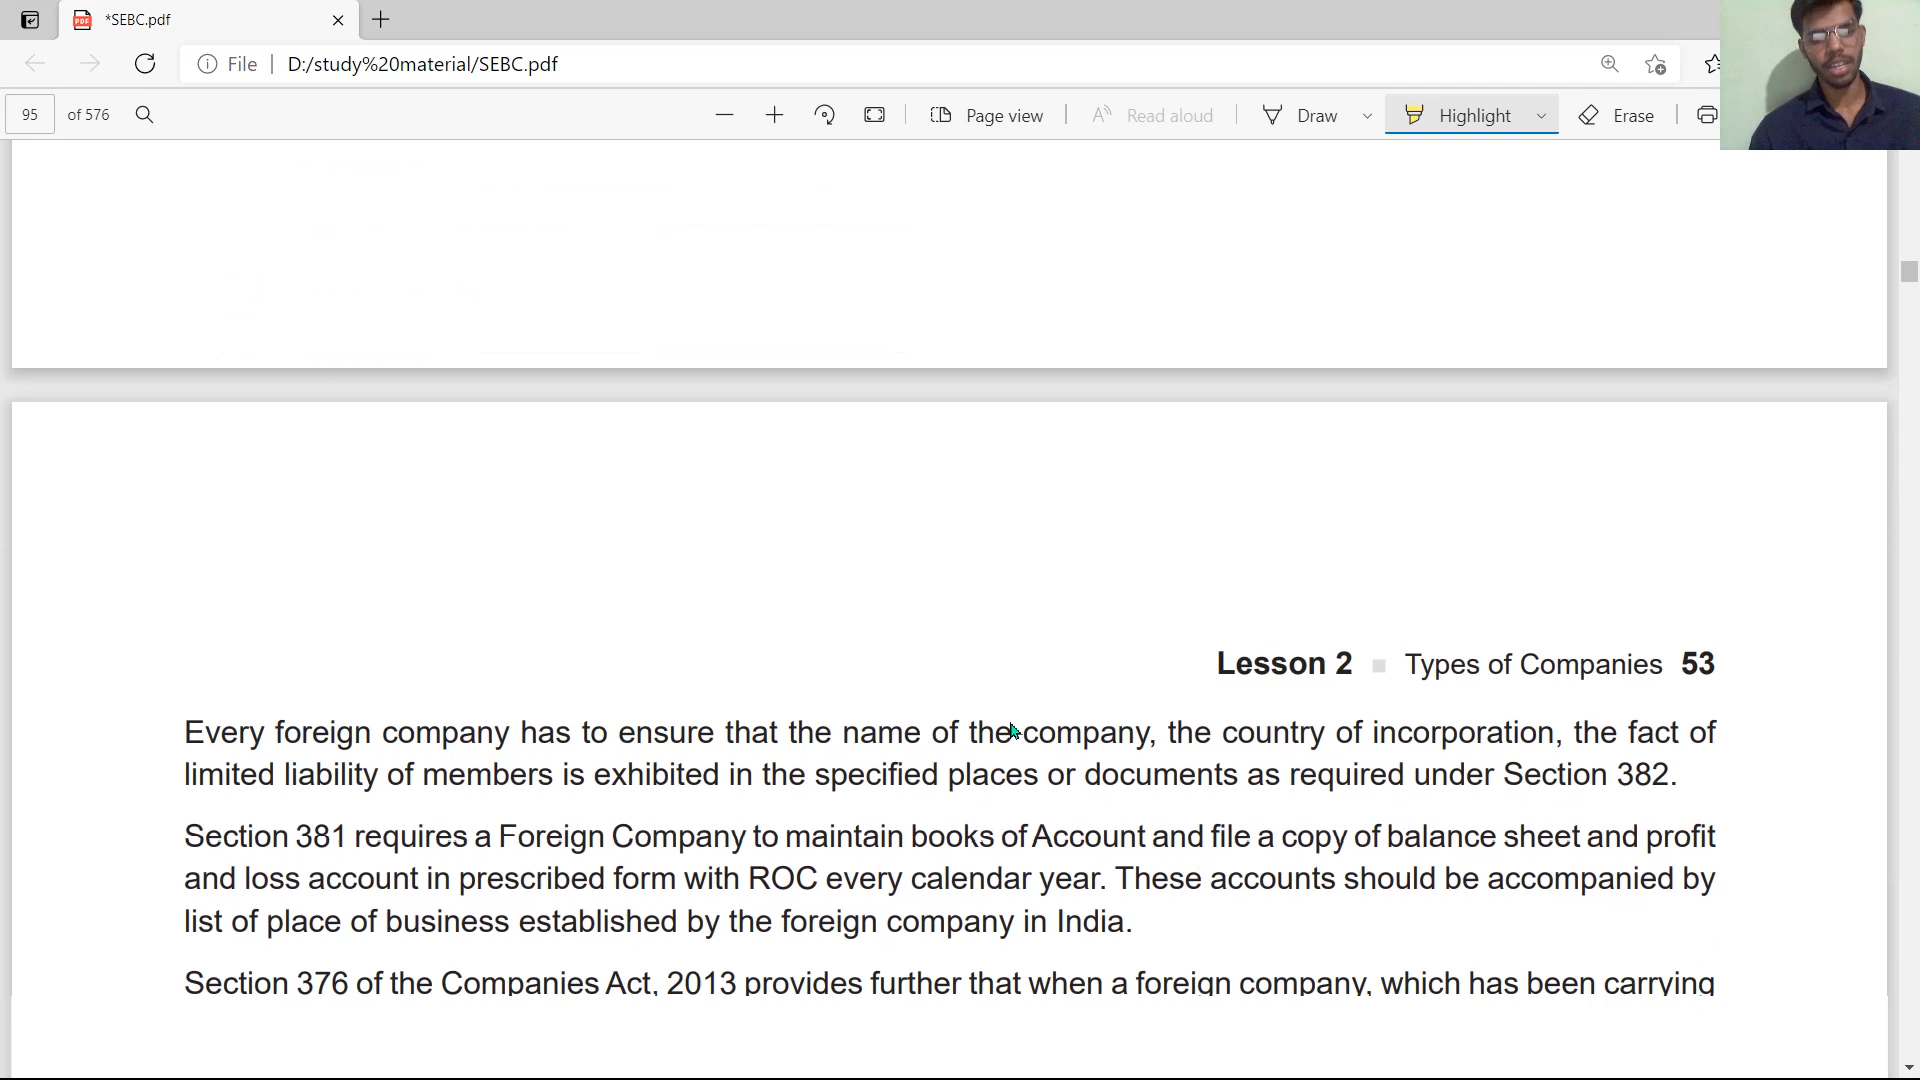 *SEBC.pdf
File
D:/study%20material/SEBC.pdf
95 of 576
Page view
Read aloud
Draw
Highlight
Erase
Lesson 2 Types of Companies 53
Every foreign company has to ensure that the name of the company, the country of incorporation, the fact of
limited liability of members is exhibited in the specified places or documents as required under Section 382.
Section 381 requires a Foreign Company to maintain books of Account and file a copy of balance sheet and profit
and loss account in prescribed form with ROC every calendar year. These accounts should be accompanied by
list of place of business established by the foreign company in India.
Section 376 of the Companies Act, 2013 provides further that when a foreign company, which has been carrying